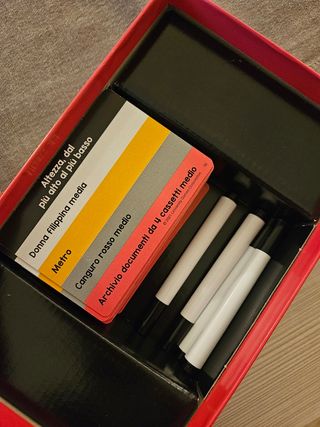 Altezza, dal
più alto al più basso
Donna Filippina media
Metro
Canguro rosso medio
Archivio documenti da 4 cassetti medio